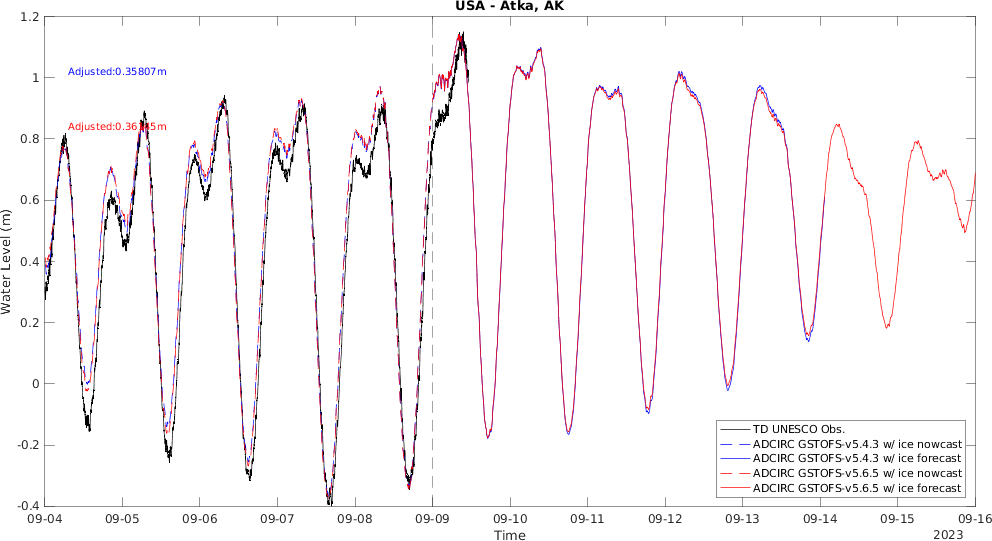 USA - Atka, AK
1.2
1
0.8
0.6
0.4
0.2
0
-0.2
-0.4
Water Level (m)
Adjusted:0.35807m
TD UNESCO Obs.
ADCIRC GSTOFS-v5.4.3 w/ ice nowcast
ADCIRC GSTOFS-v5.4.3 w/ ice forecast
ADCIRC GSTOFS-v5.6.5 w/ ice nowcast
ADCIRC GSTOFS-v5.6.5 w/ ice forecast
09-04 09-05 09-06 09-07 09-08 09-09 09-10 09-11 09-12 09-13 09-14 09-15 09-16
Time
2023